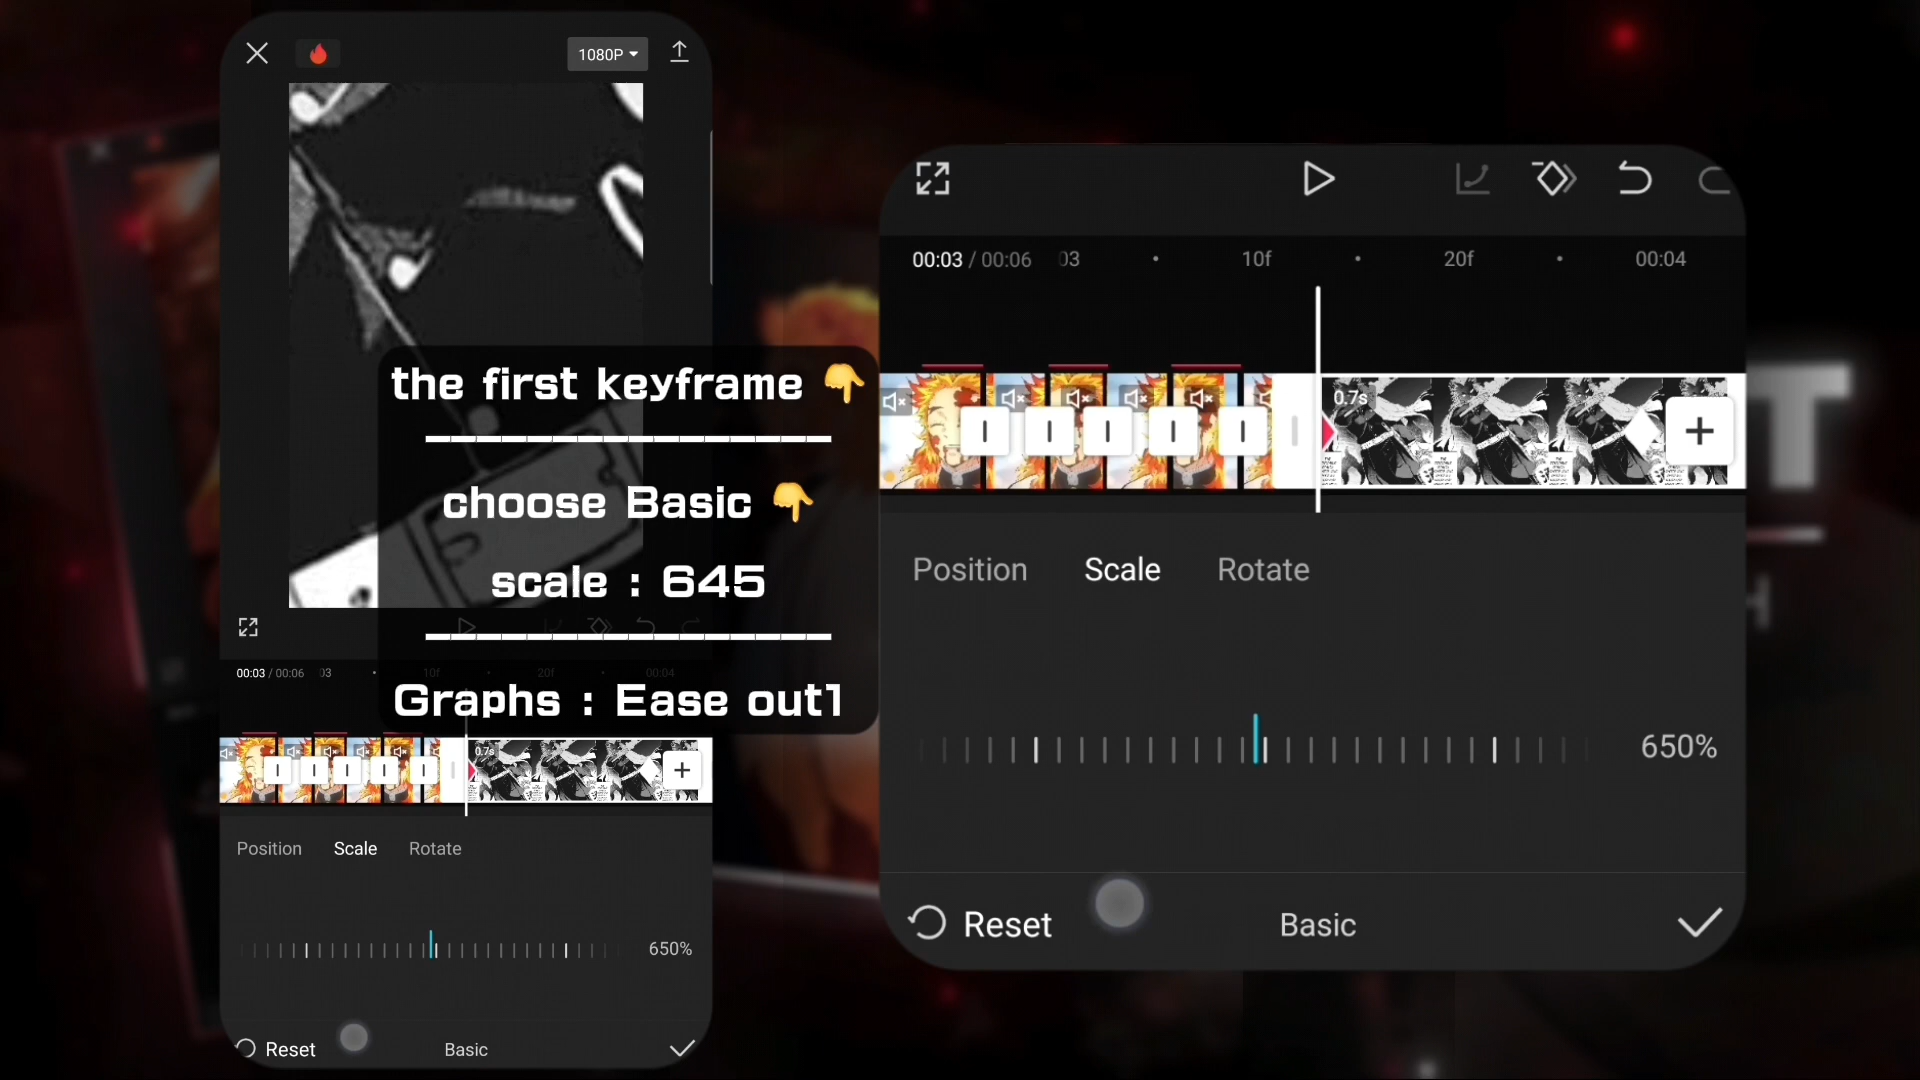 1080P
the first keyframe 👇
choose Basic 👇
scale : 645
Graphs : Ease out1
00:03 / 00:06 03 10f 20f 00:04
0.7s
Position Scale Rotate
650%
Reset Basic
00:03 / 00:06 03 10f 20f 00:04
0.7s
Position Scale Rotate
650%
Reset Basic
T
H